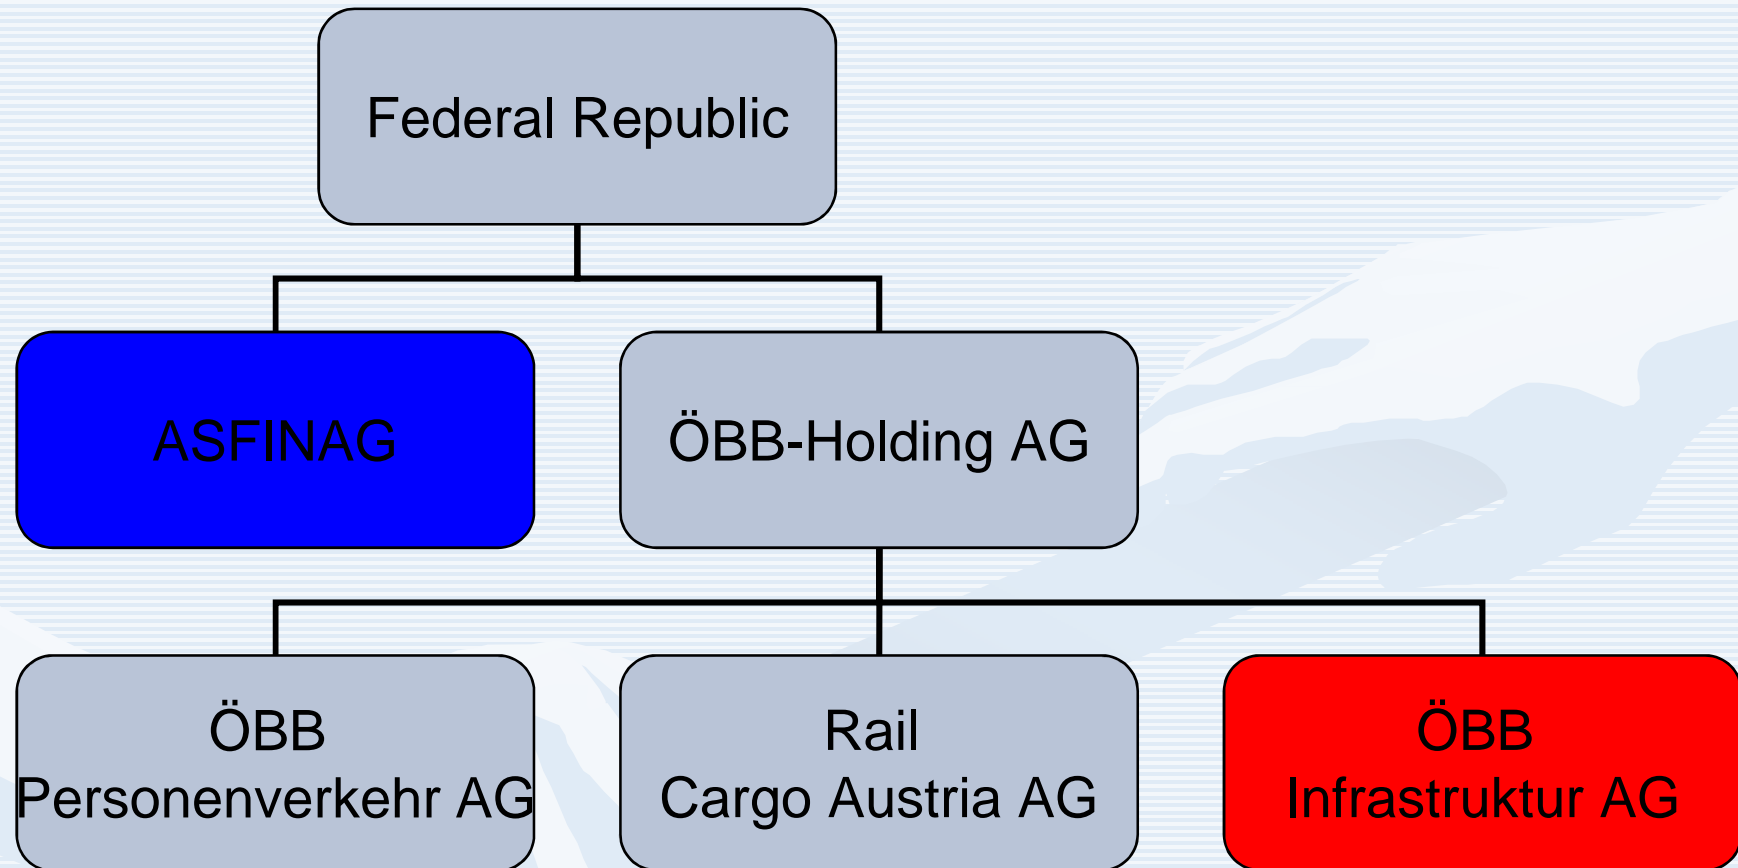 Federal Republic
ASFINAG
ÖBB-Holding AG
ÖBB
Personenverkehr AG
Rail
Cargo Austria AG
ÖBB
Infrastruktur AG